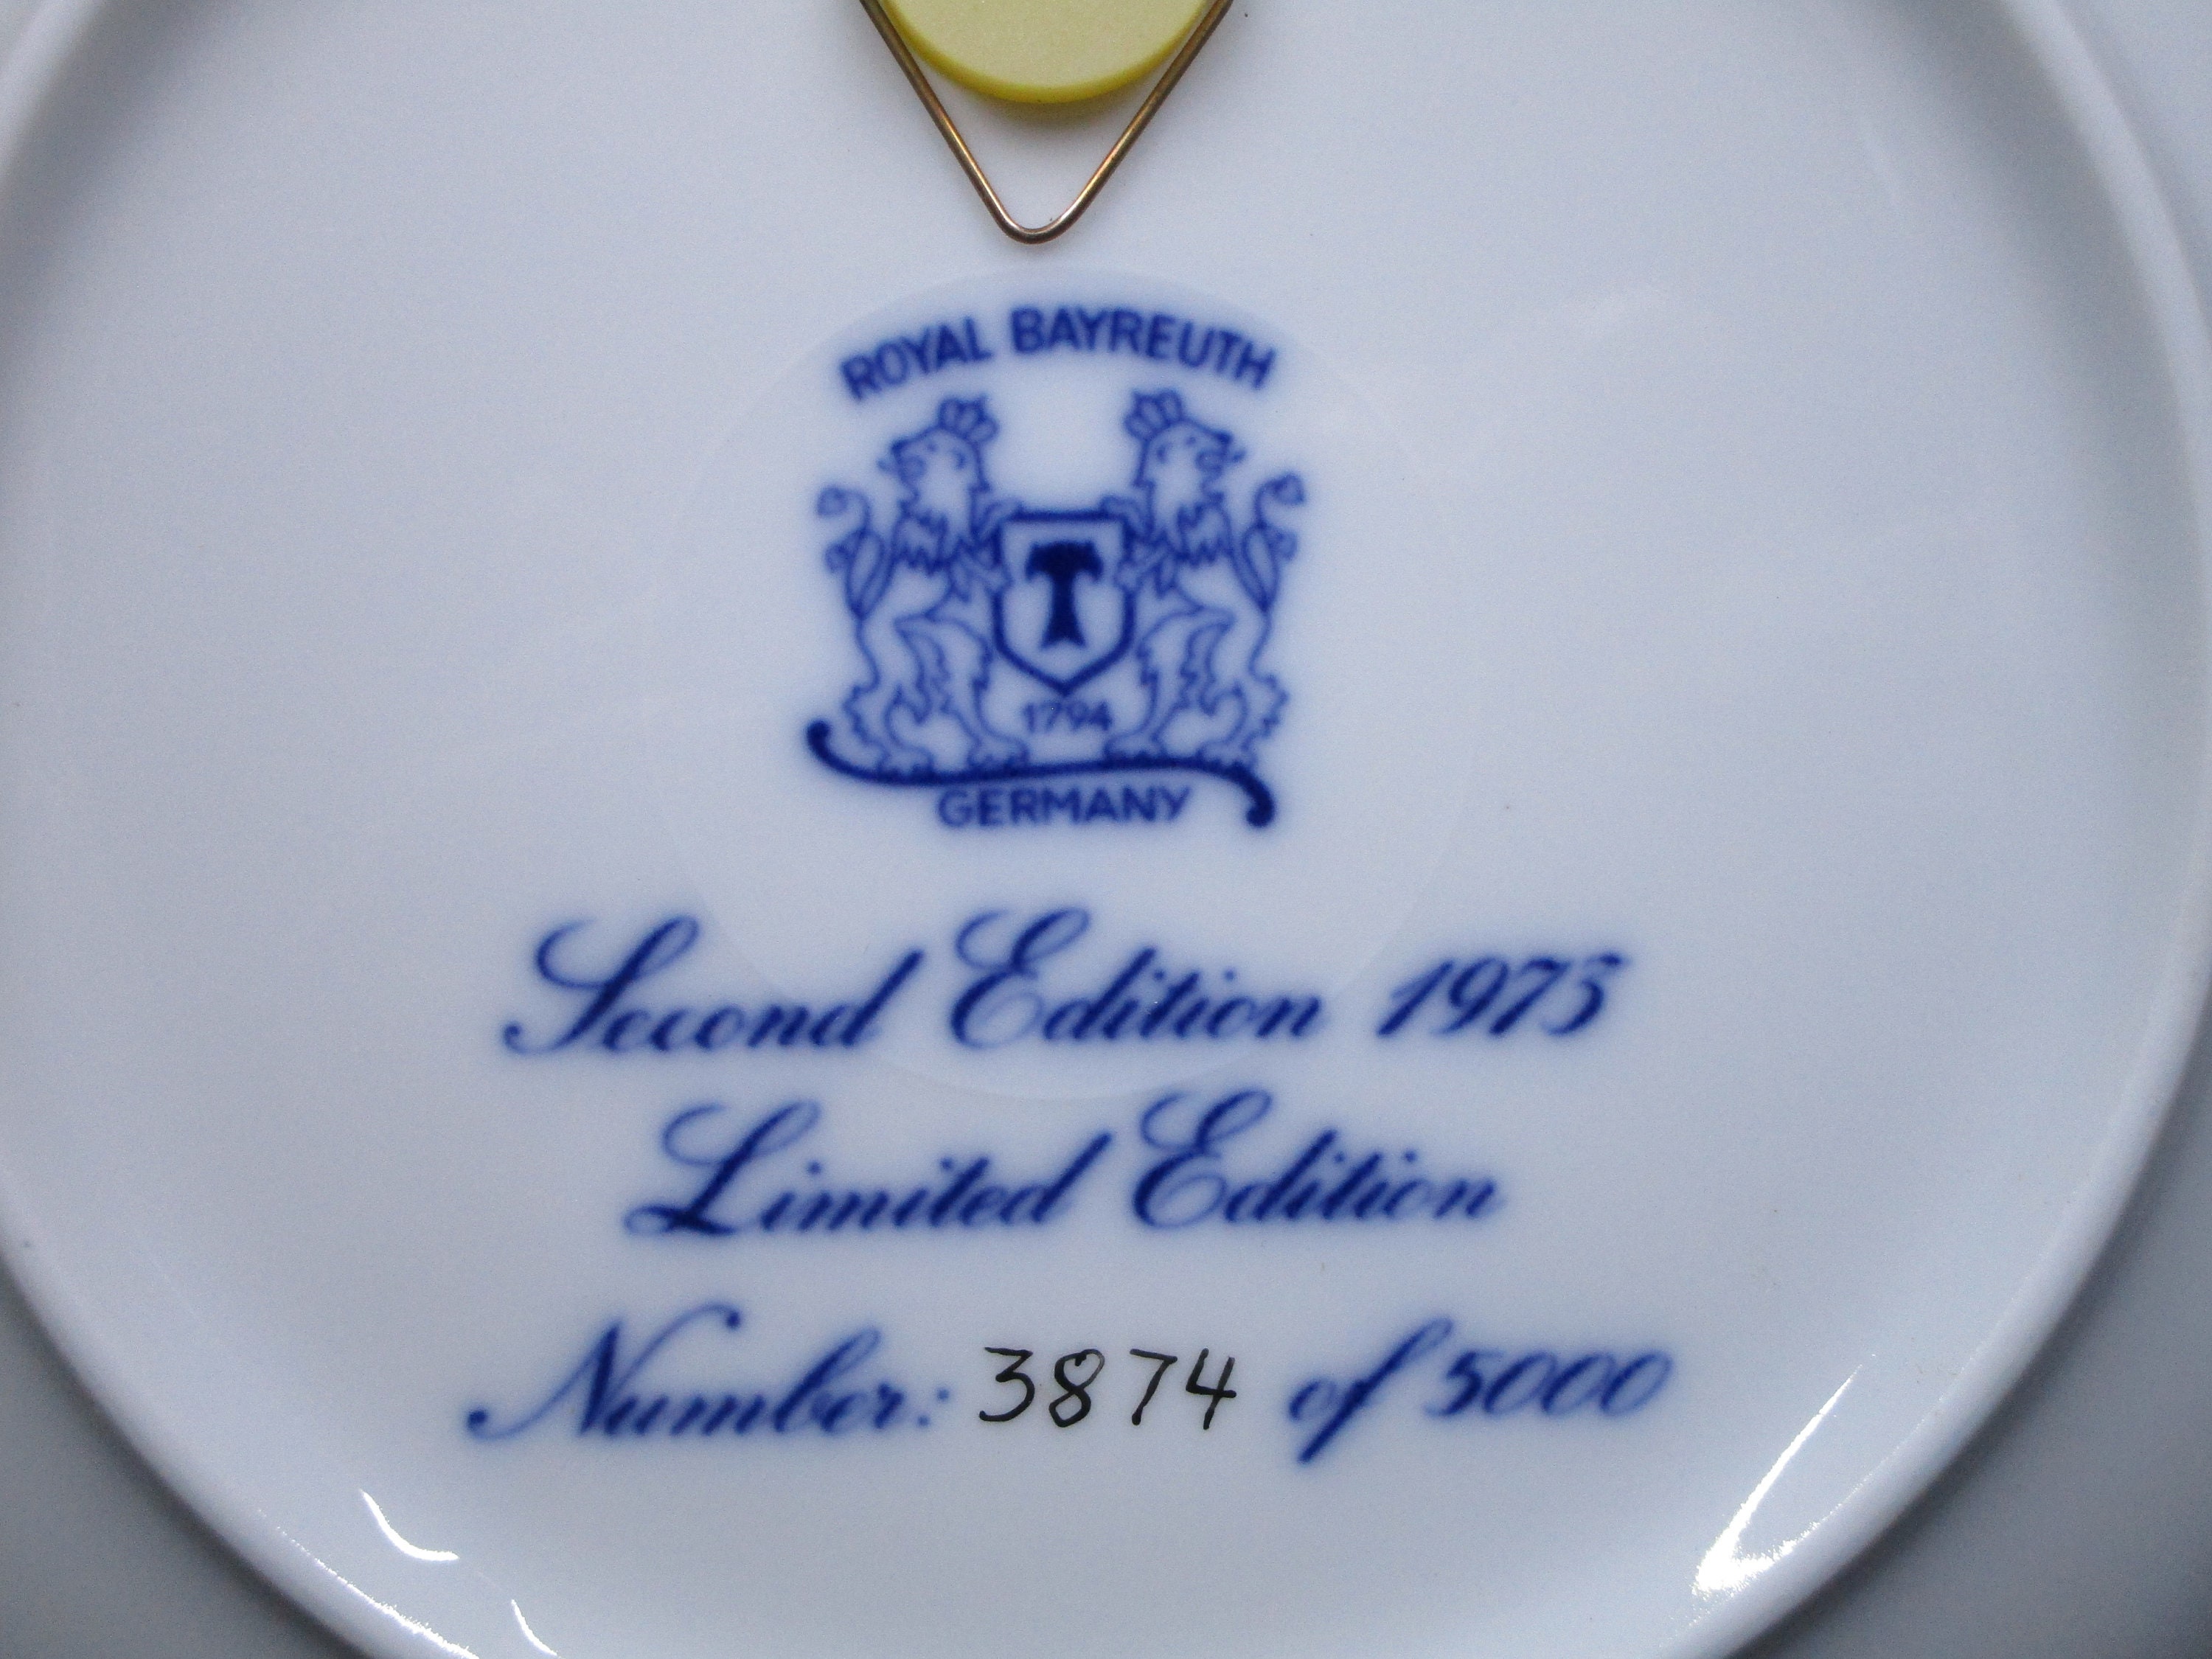 ROYAL BAYREUTH
T
1794
GERMANY
Second Edition 1975
Limited Edition
Number: 3874 of 5000